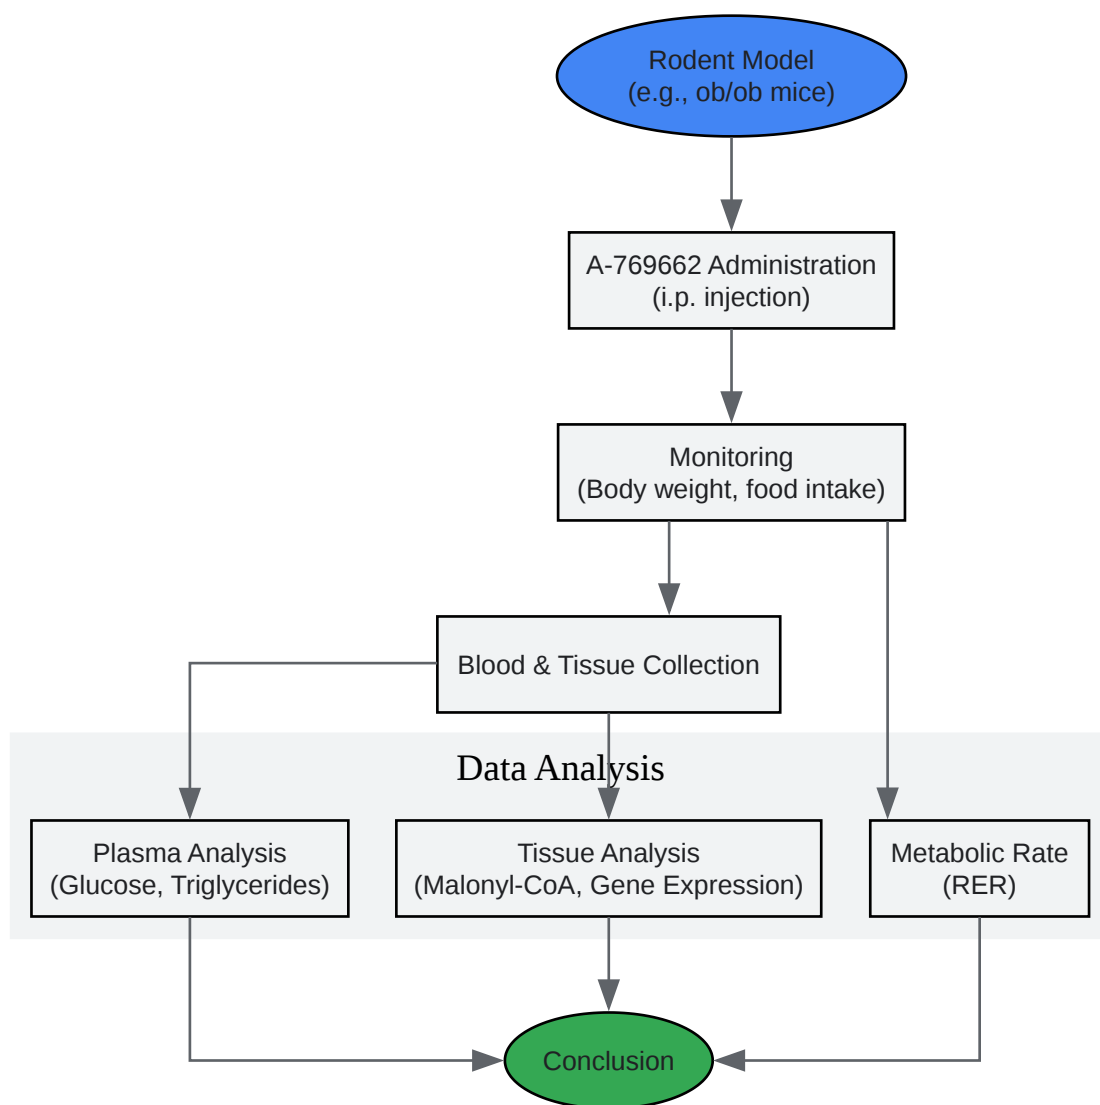 Rodent Model
(e.g., ob/ob mice)
A-769662 Administration
(i.p. injection)
Monitoring
(Body weight, food intake)
Blood & Tissue Collection
Data Analysis
Plasma Analysis
(Glucose, Triglycerides)
Tissue Analysis
(Malonyl-CoA, Gene Expression)
Metabolic Rate
(RER)
Conclusion